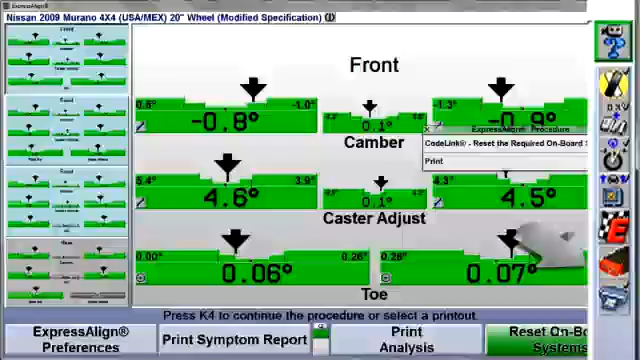 ExpressAlign®
Nissan 2009 Murano 4X4 (USA/MEX) 20" Wheel (Modified Specification)
Front
0.6° -1.0° -1.3°
-0.8° 0.1° -0.9°
Camber
ExpressAlign® Procedure
CodeLink® - Reset the Required On-Board
Print
5.4° 3.9° 4.3°
4.6° 0.1° 4.5°
Caster Adjust
0.00° 0.26° 0.26°
0.06° 0.07°
Toe
Press K4 to continue the procedure or select a printout.
ExpressAlign® Preferences
Print Symptom Report
Print Analysis
Reset On-Bo
Systems